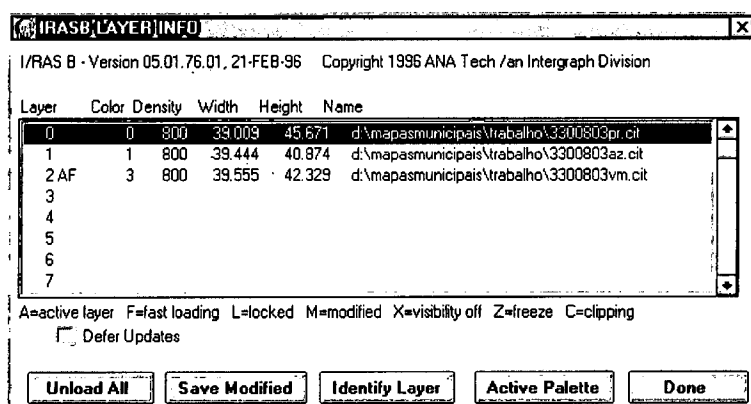 IRASB LAYER INFO X
I/RAS B - Version 05.01.76.01, 21-FEB-96 Copyright 1996 ANA Tech /an Intergraph Division
Layer Color Density Width Height Name
0 0 800 39.009 45.671 d:\mapasmunicipais\trabalho\3300803pr.cit
1 1 800 39.444 40.874 d:\mapasmunicipais\trabalho\3300803az.cit
2 AF 3 800 39.555 42.329 d:\mapasmunicipais\trabalho\3300803vm.cit
3
4
5
6
7
A=active layer F=fast loading L=locked M=modified X=visibility off Z=freeze C=clipping
Defer Updates
Unload All Save Modified Identify Layer Active Palette Done